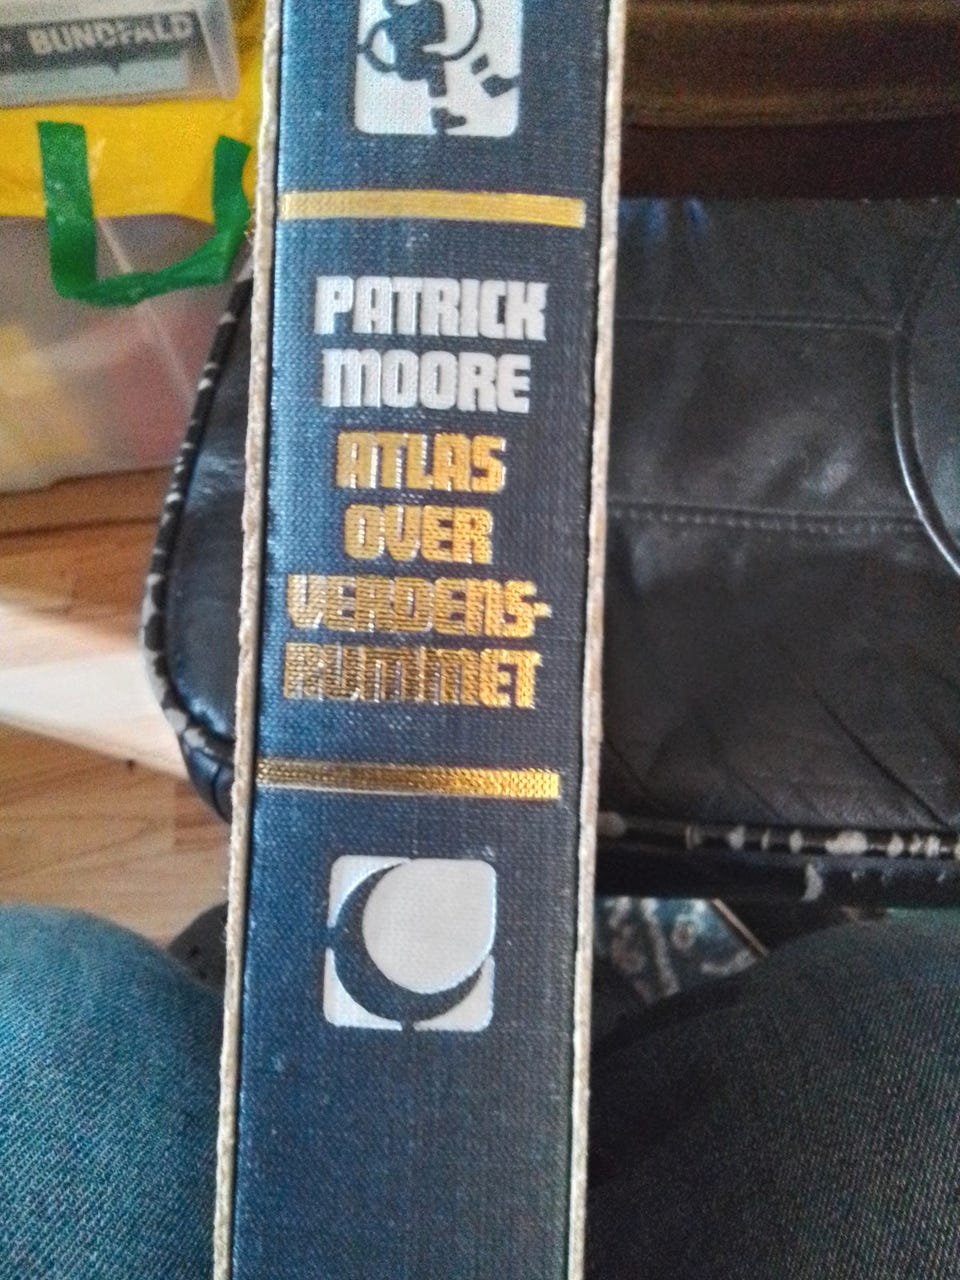 BUNDFALD
PATRICK
MOORE
ATLAS
OVER
VERDENS-
RUMMET